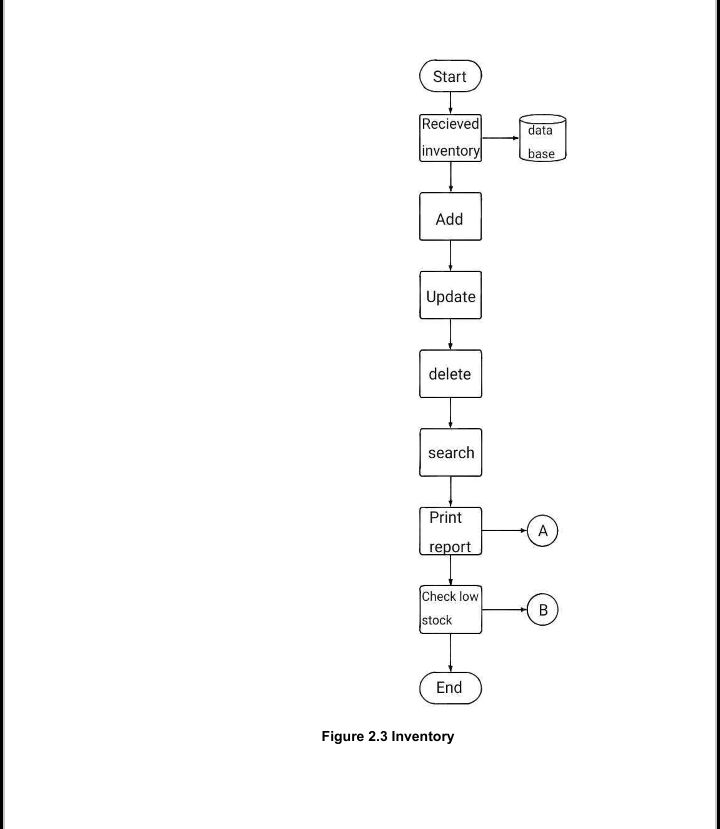 Start
Recieved
inventory
data
base
Add
Update
delete
search
Print
report
A
Check low
stock
B
End
Figure 2.3 Inventory